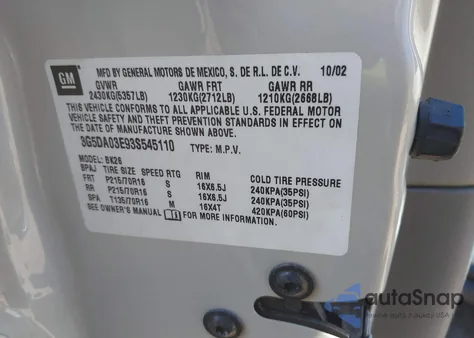 GM
MFD BY GENERAL MOTORS DE MEXICO, S. DE R.L. DE C.V. 10/02
GVWR GAWR FRT GAWR RR
2430KG(5357LB) 1230KG(2712LB) 1210KG(2668LB)
THIS VEHICLE CONFORMS TO ALL APPLICABLE U.S. FEDERAL MOTOR
VEHICLE SAFETY AND THEFT PREVENTION STANDARDS IN EFFECT ON
THE DATE OF MANUFACTURE SHOWN ABOVE.
3G5DA03E93S545110 TYPE: M.P.V.
MODEL: BK26
BPAJ TIRE SIZE SPEED RTG RIM COLD TIRE PRESSURE
FRT P215/70R16 S 16X6.5J 240KPA(35PSI)
RR P215/70R16 S 16X6.5J 240KPA(35PSI)
SPA T135/70R16 M 16X4T 420KPA(60PSI)
SEE OWNER'S MANUAL FOR MORE INFORMATION.
autoSnap